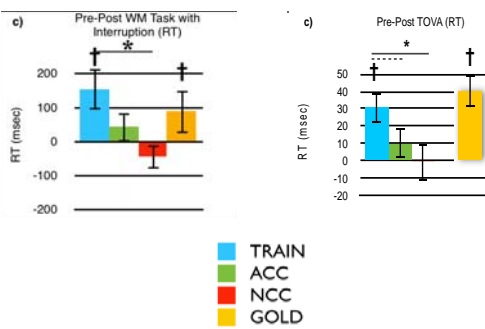 c)
Pre-Post WM Task with
Interruption (RT)
† * †
200
100
0
-100
-200
RT (msec)
c)
Pre-Post TOVA (RT)
† * †
50
40
30
20
10
0
-10
-20
RT (msec)
TRAIN
ACC
NCC
GOLD